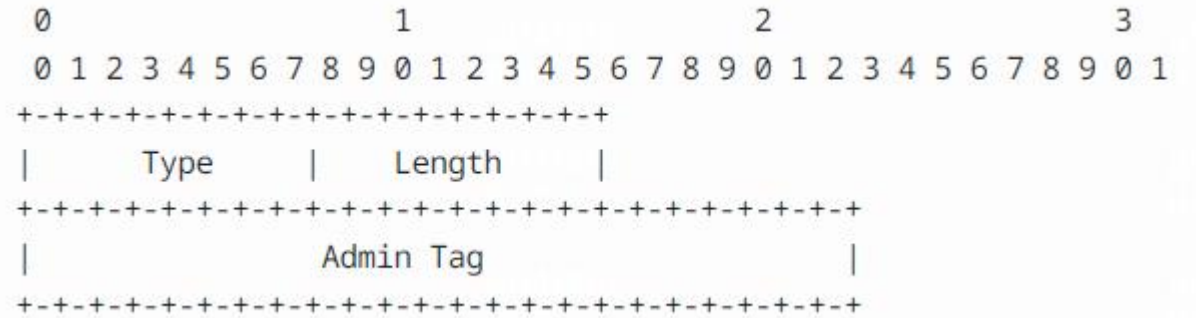 0                   1                   2                   3
 0 1 2 3 4 5 6 7 8 9 0 1 2 3 4 5 6 7 8 9 0 1 2 3 4 5 6 7 8 9 0 1
+-+-+-+-+-+-+-+-+-+-+-+-+-+-+-+-+
|      Type     |    Length     |
+-+-+-+-+-+-+-+-+-+-+-+-+-+-+-+-+-+-+-+-+-+-+-+
|                Admin Tag                    |
+-+-+-+-+-+-+-+-+-+-+-+-+-+-+-+-+-+-+-+-+-+-+-+